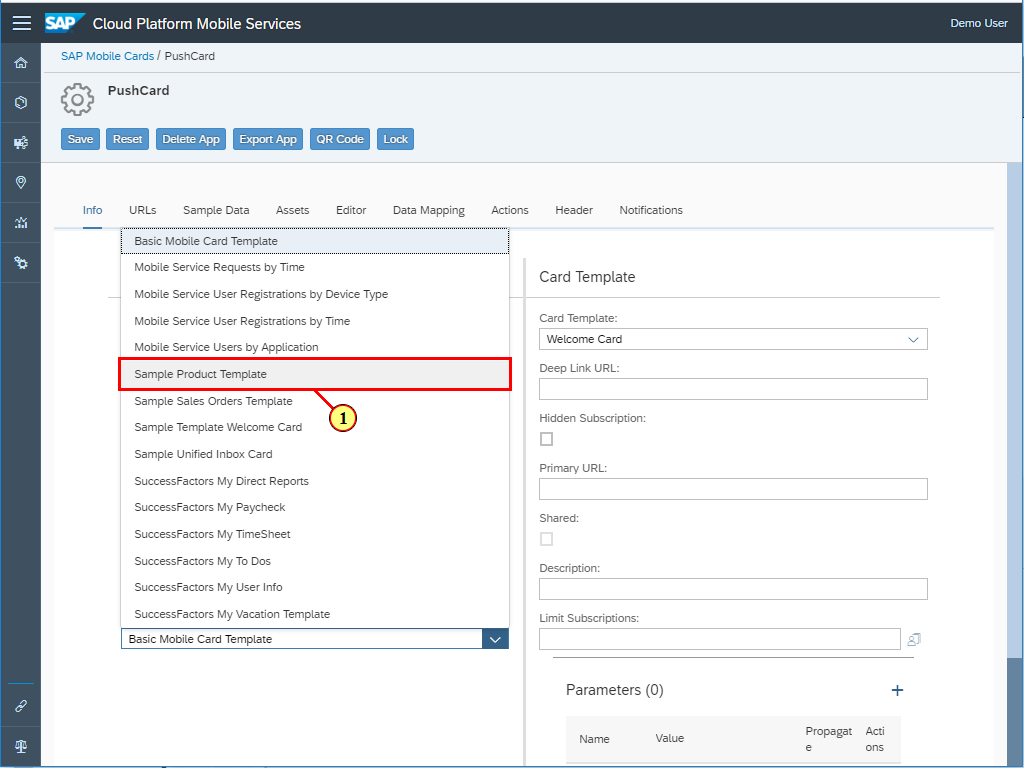 SAP Cloud Platform Mobile Services
Demo User
SAP Mobile Cards / PushCard
PushCard
Save Reset Delete App Export App QR Code Lock
Info URLs Sample Data Assets Editor Data Mapping Actions Header Notifications
Basic Mobile Card Template
Mobile Service Requests by Time
Mobile Service User Registrations by Device Type
Mobile Service User Registrations by Time
Mobile Service Users by Application
Sample Product Template
1
Sample Sales Orders Template
Sample Template Welcome Card
Sample Unified Inbox Card
SuccessFactors My Direct Reports
SuccessFactors My Paycheck
SuccessFactors My TimeSheet
SuccessFactors My To Dos
SuccessFactors My User Info
SuccessFactors My Vacation Template
Basic Mobile Card Template
Card Template
Card Template:
Welcome Card
Deep Link URL:
Hidden Subscription:
Primary URL:
Shared:
Description:
Limit Subscriptions:
Parameters (0)
Name Value Propagat
e Acti
ons